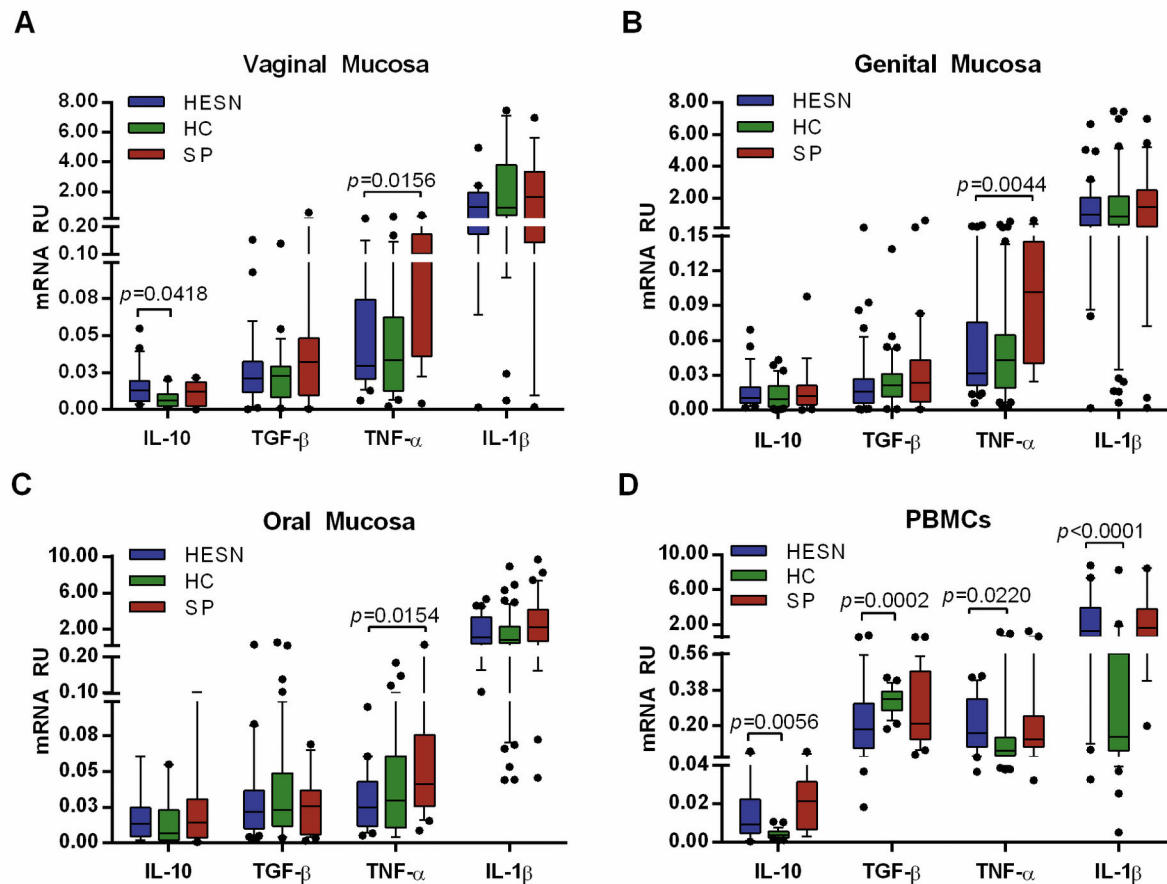 A
Vaginal Mucosa
HESN
HC
SP
mRNA RU
8.00
6.00
4.00
2.00
0.20
0.10
0.08
0.05
0.03
0.00
p=0.0418
p=0.0156
IL-10 TGF-β TNF-α IL-1β
B
Genital Mucosa
HESN
HC
SP
mRNA RU
8.00
6.00
4.00
2.00
0.15
0.12
0.09
0.06
0.03
0.00
p=0.0044
IL-10 TGF-β TNF-α IL-1β
C
Oral Mucosa
HESN
HC
SP
mRNA RU
10.00
6.00
2.00
0.20
0.10
0.08
0.05
0.03
0.00
p=0.0154
IL-10 TGF-β TNF-α IL-1β
D
PBMCs
HESN
HC
SP
mRNA RU
10.00
6.00
2.00
0.56
0.38
0.20
0.04
0.02
0.00
p=0.0056
p=0.0002
p=0.0220
p<0.0001
IL-10 TGF-β TNF-α IL-1β